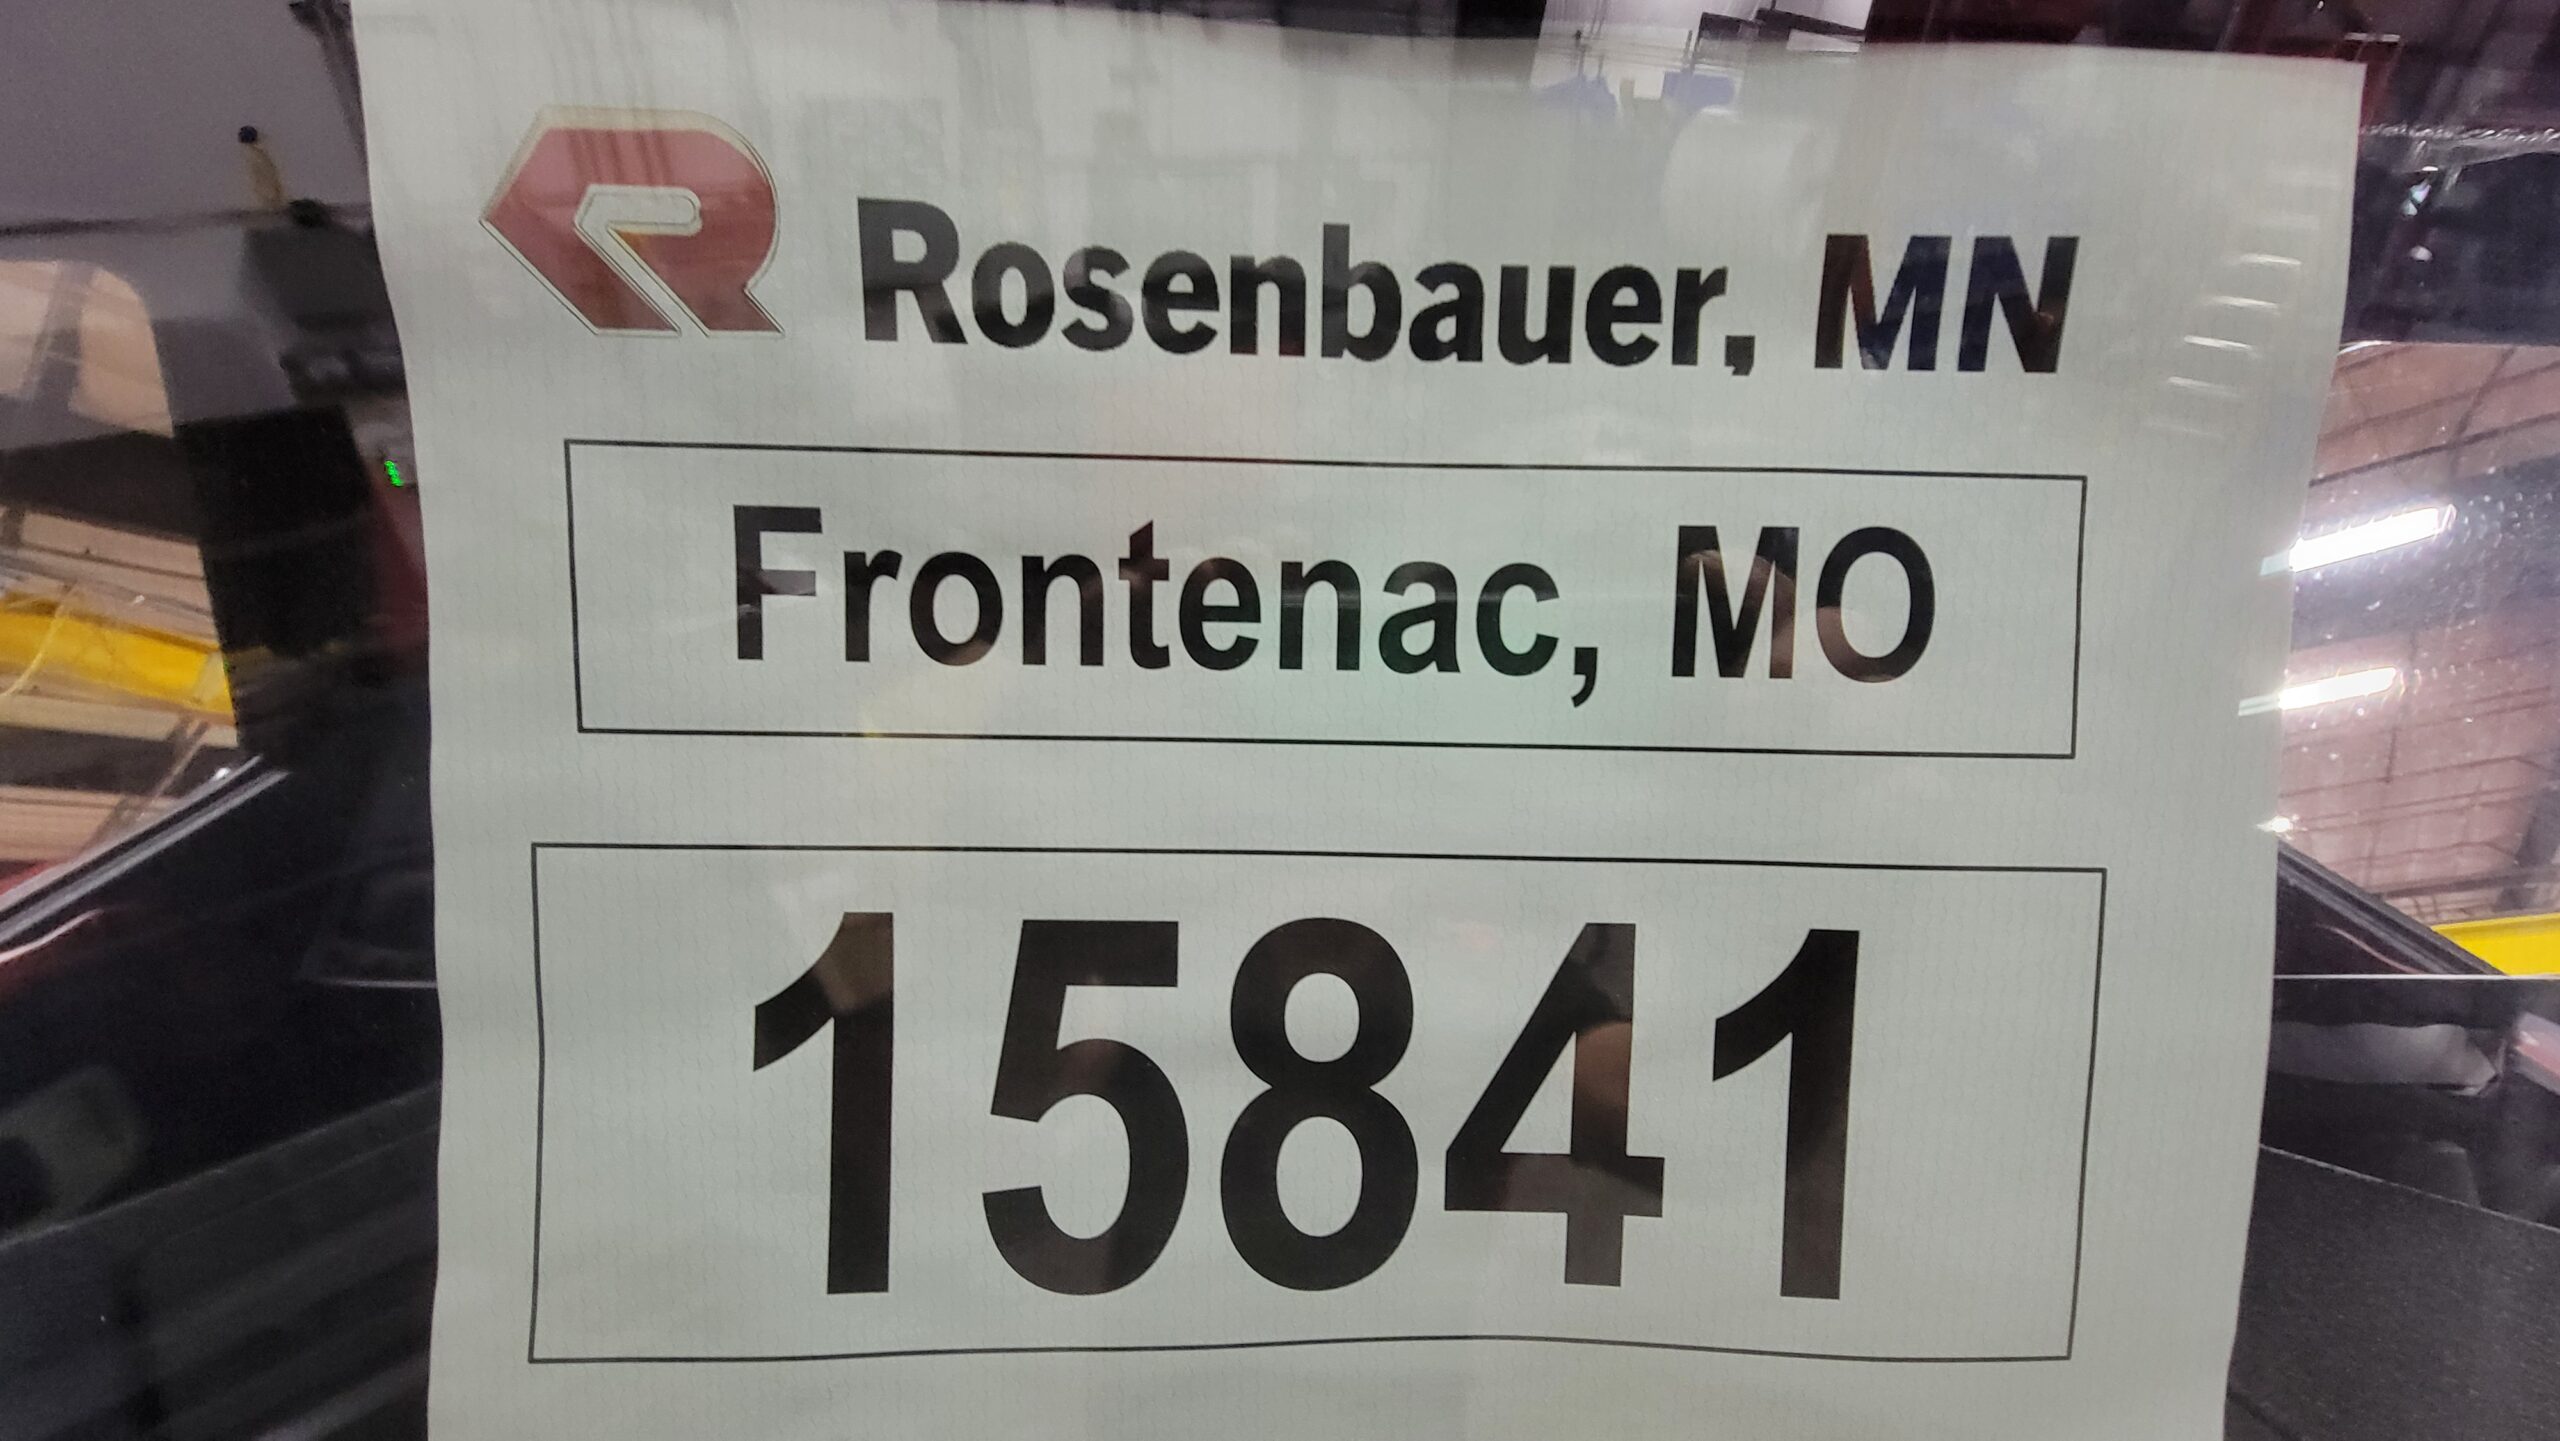 Rosenbauer, MN
Frontenac, MO
15841